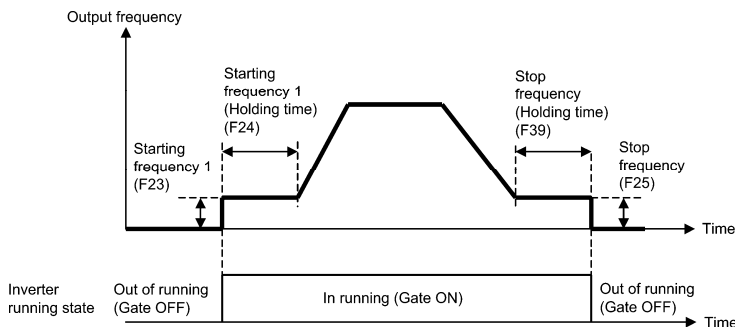 Output frequency
Starting
frequency 1
(Holding time)
(F24)
Stop
frequency
(Holding time)
(F39)
Starting
frequency 1
(F23)
Stop
frequency
(F25)
Time
Inverter
running state
Out of running
(Gate OFF)
In running (Gate ON)
Out of running
(Gate OFF)
Time